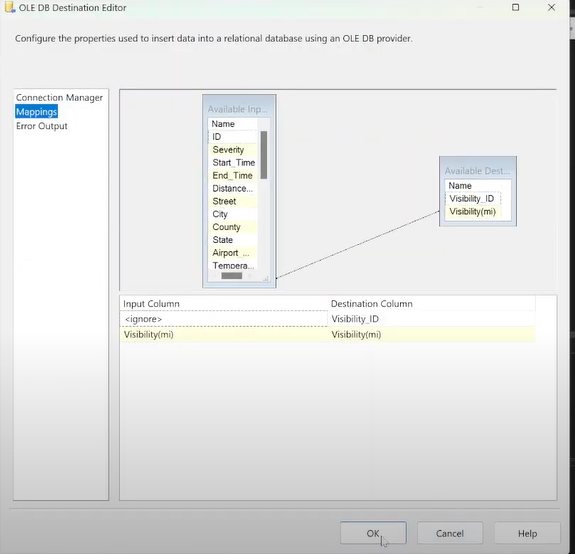 OLE DB Destination Editor
Configure the properties used to insert data into a relational database using an OLE DB provider.
Connection Manager
Mappings
Error Output
Available Inp...
Name
ID
Severity
Start_Time
End_Time
Distance...
Street
City
County
State
Airport_...
Tempera...
Available Dest...
Name
Visibility_ID
Visibility(mi)
Input Column Destination Column
<ignore> Visibility_ID
Visibility(mi) Visibility(mi)
OK Cancel Help